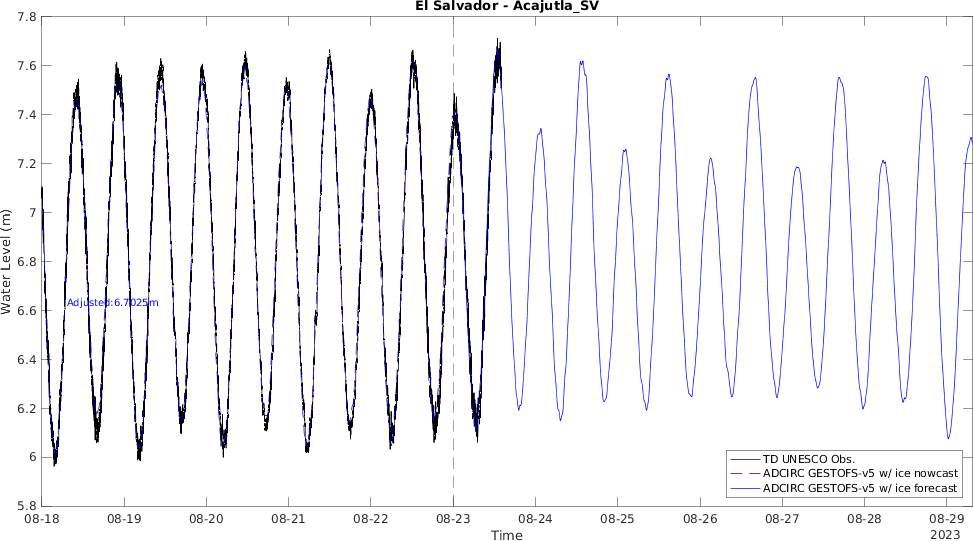 El Salvador - Acajutla_SV
7.8
7.6
7.4
7.2
7
6.8
6.6
6.4
6.2
6
5.8
Water Level (m)
Adjusted:6.7025m
TD UNESCO Obs.
ADCIRC GESTOFS-v5 w/ ice nowcast
ADCIRC GESTOFS-v5 w/ ice forecast
08-18 08-19 08-20 08-21 08-22 08-23 08-24 08-25 08-26 08-27 08-28 08-29
Time
2023